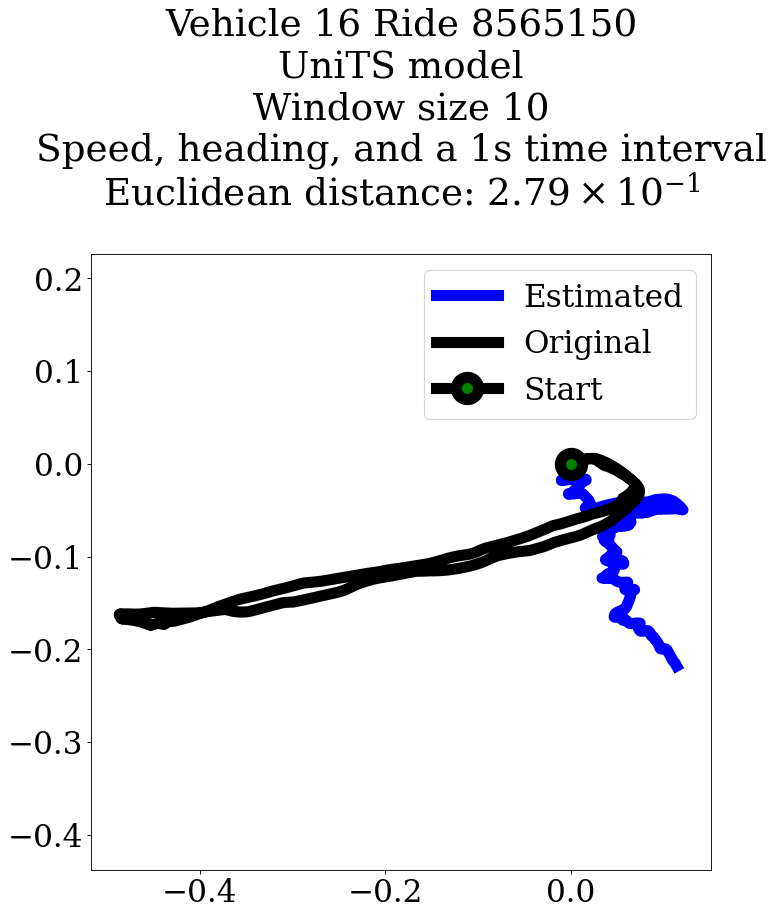 Vehicle 16 Ride 8565150
UniTS model
Window size 10
Speed, heading, and a 1s time interval
Euclidean distance: 2.79 × 10⁻¹
Estimated
Original
Start
0.2
0.1
0.0
−0.1
−0.2
−0.3
−0.4
−0.4
−0.2
0.0